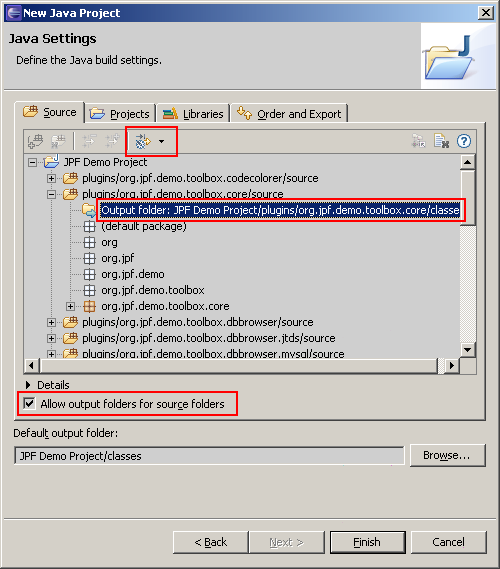 New Java Project
Java Settings
Define the Java build settings.
Source Projects Libraries Order and Export
JPF Demo Project
plugins/org.jpf.demo.toolbox.codecolorer/source
plugins/org.jpf.demo.toolbox.core/source
Output folder: JPF Demo Project/plugins/org.jpf.demo.toolbox.core/classe
(default package)
org
org.jpf
org.jpf.demo
org.jpf.demo.toolbox
org.jpf.demo.toolbox.core
plugins/org.jpf.demo.toolbox.dbbrowser/source
plugins/org.jpf.demo.toolbox.dbbrowser.jtds/source
plugins/org.jpf.demo.toolbox.dbbrowser.mysql/source
Details
Allow output folders for source folders
Default output folder:
JPF Demo Project/classes
Browse...
< Back Next > Finish Cancel